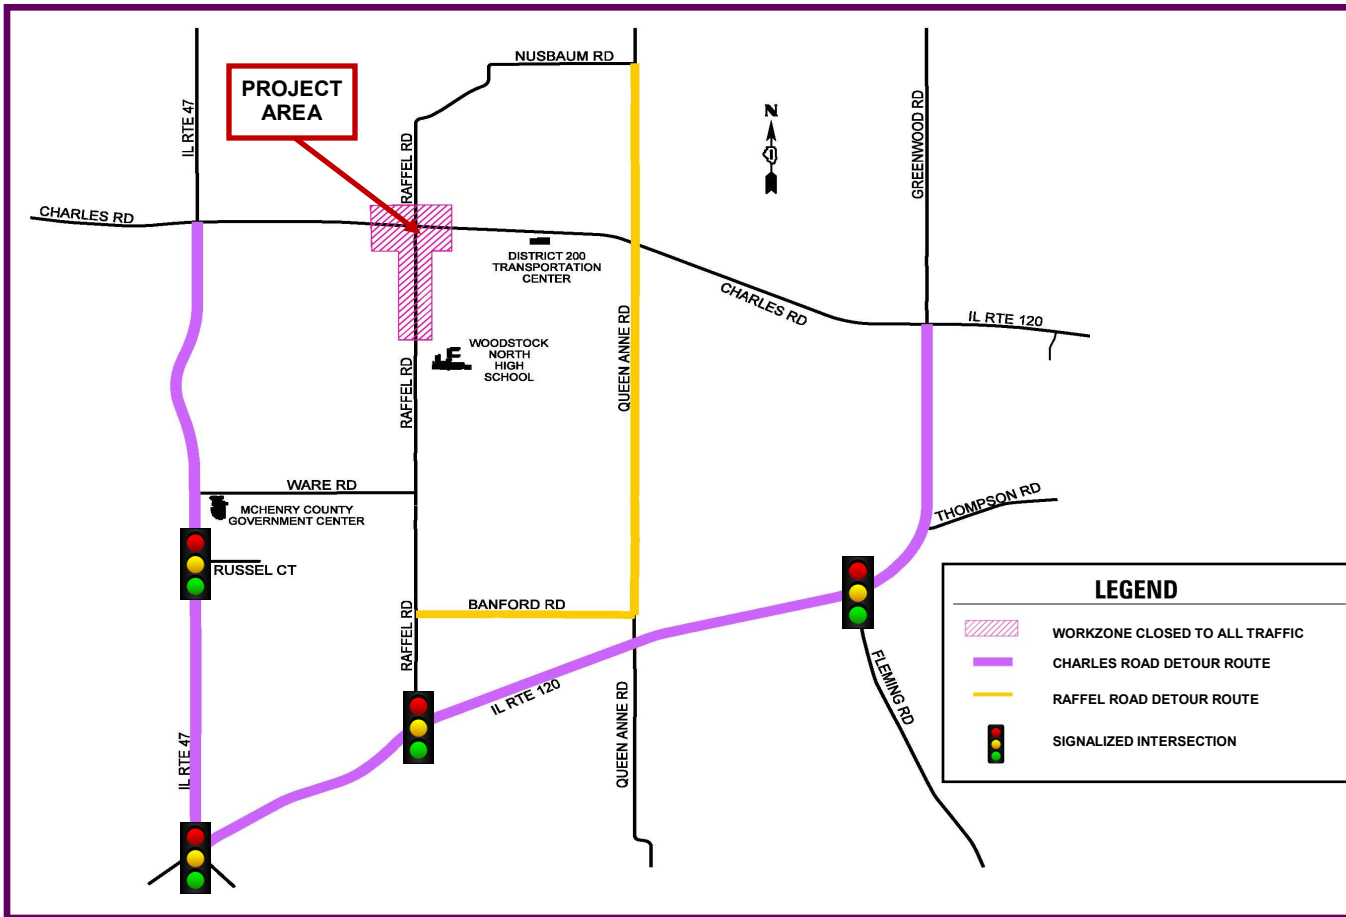 NUSBAUM RD
PROJECT
AREA
N
IL RTE 47
RAFFEL RD
GREENWOOD RD
CHARLES RD
DISTRICT 200
TRANSPORTATION
CENTER
CHARLES RD
IL RTE 120
QUEEN ANNE RD
WOODSTOCK
NORTH
HIGH
SCHOOL
RAFFEL RD
WARE RD
MCHENRY COUNTY
GOVERNMENT CENTER
THOMPSON RD
RUSSEL CT
BANFORD RD
RAFFEL RD
IL RTE 120
FLEMING RD
QUEEN ANNE RD
IL RTE 47
LEGEND
WORKZONE CLOSED TO ALL TRAFFIC
CHARLES ROAD DETOUR ROUTE
RAFFEL ROAD DETOUR ROUTE
SIGNALIZED INTERSECTION